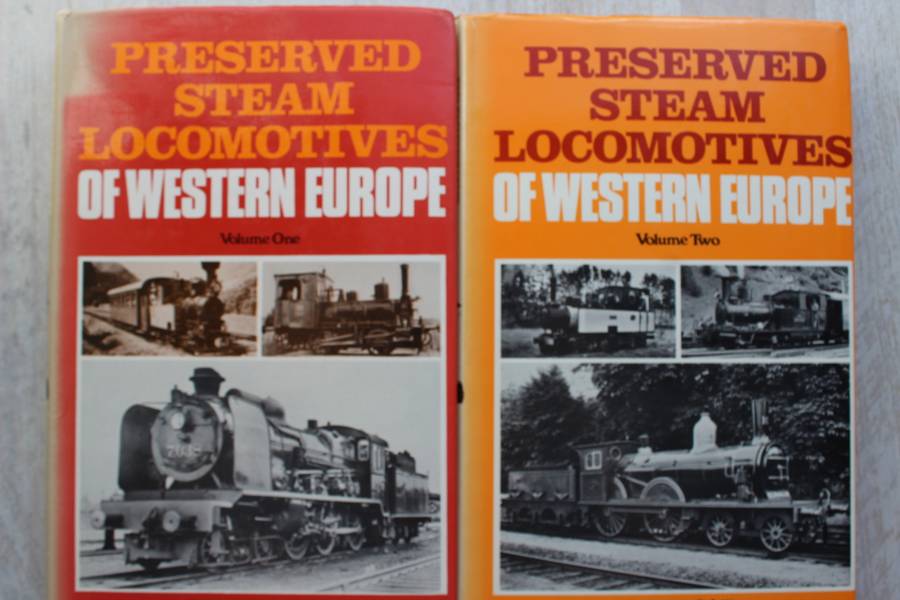 PRESERVED
STEAM
LOCOMOTIVES
OF WESTERN EUROPE
Volume One
PRESERVED
STEAM
LOCOMOTIVES
OF WESTERN EUROPE
Volume Two